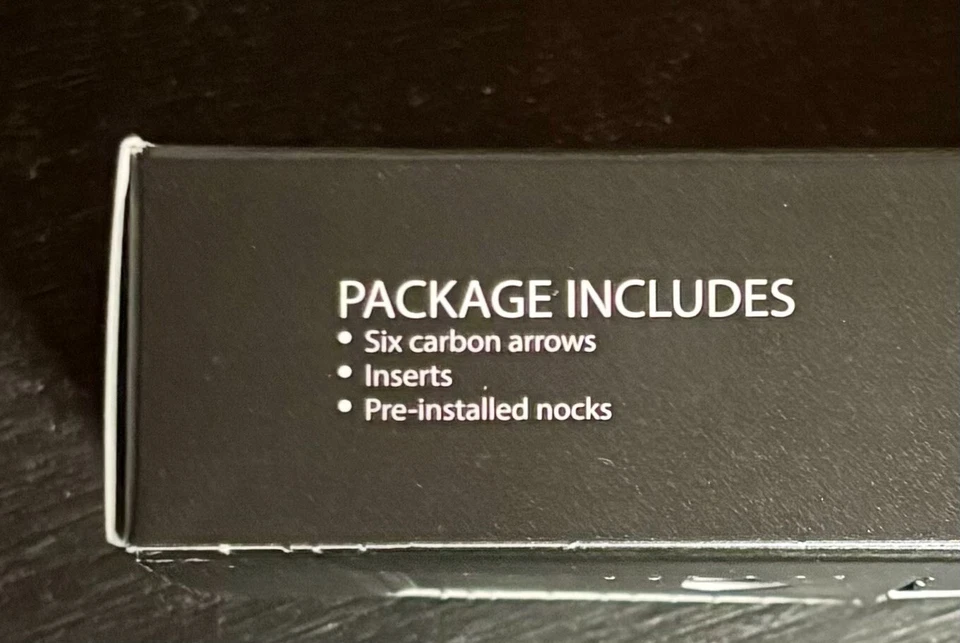 PACKAGE INCLUDES
• Six carbon arrows
• Inserts
• Pre-installed nocks